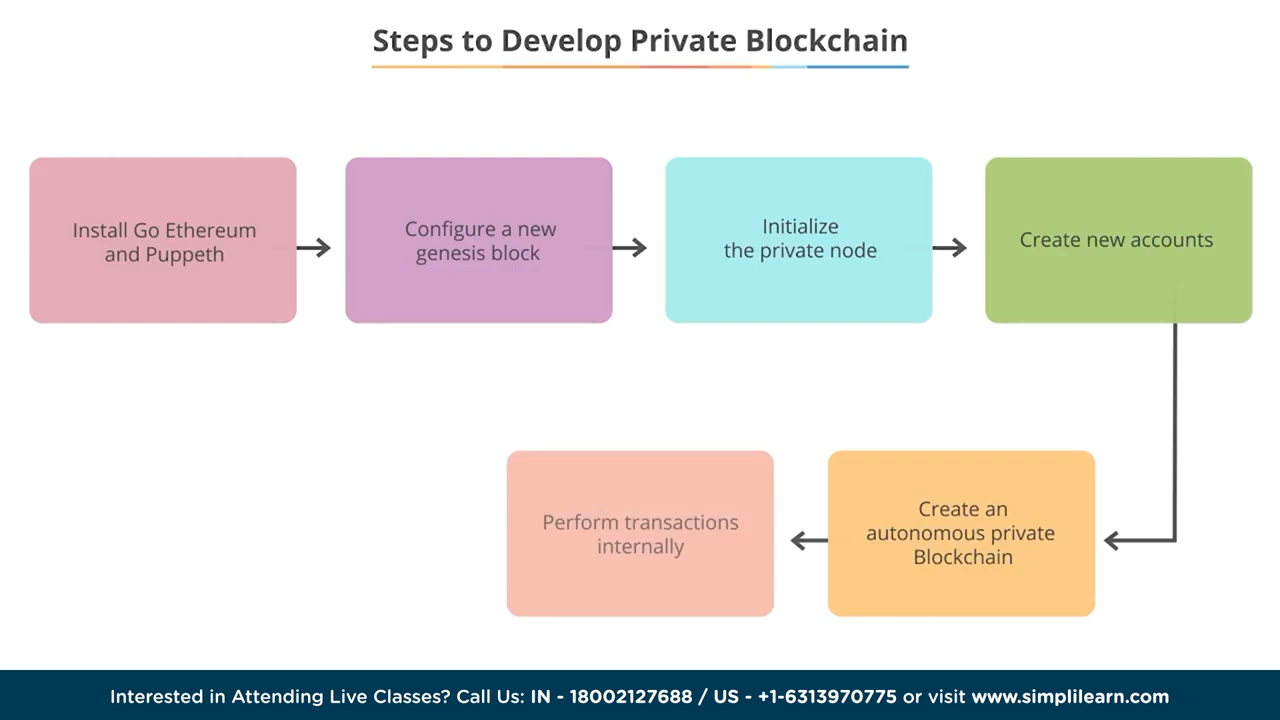 Steps to Develop Private Blockchain
Install Go Ethereum
and Puppeth
Configure a new
genesis block
Initialize
the private node
Create new accounts
Perform transactions
internally
Create an
autonomous private
Blockchain
Interested in Attending Live Classes? Call Us: IN - 18002127688 / US - +1-6313970775 or visit www.simplilearn.com